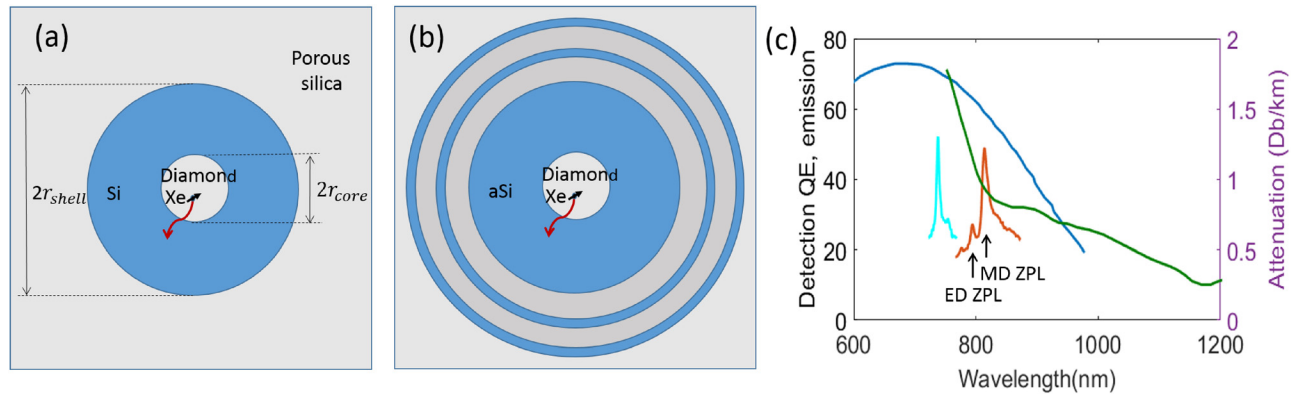 (a)
Porous
silica
Diamond
Xe
Si
2r_shell
2r_core
(b)
Diamond
Xe
aSi
(c)
80
60
40
20
0
Detection QE, emission
2
1.5
1
0.5
0
Attenuation (Db/km)
MD ZPL
ED ZPL
600
800
1000
1200
Wavelength(nm)